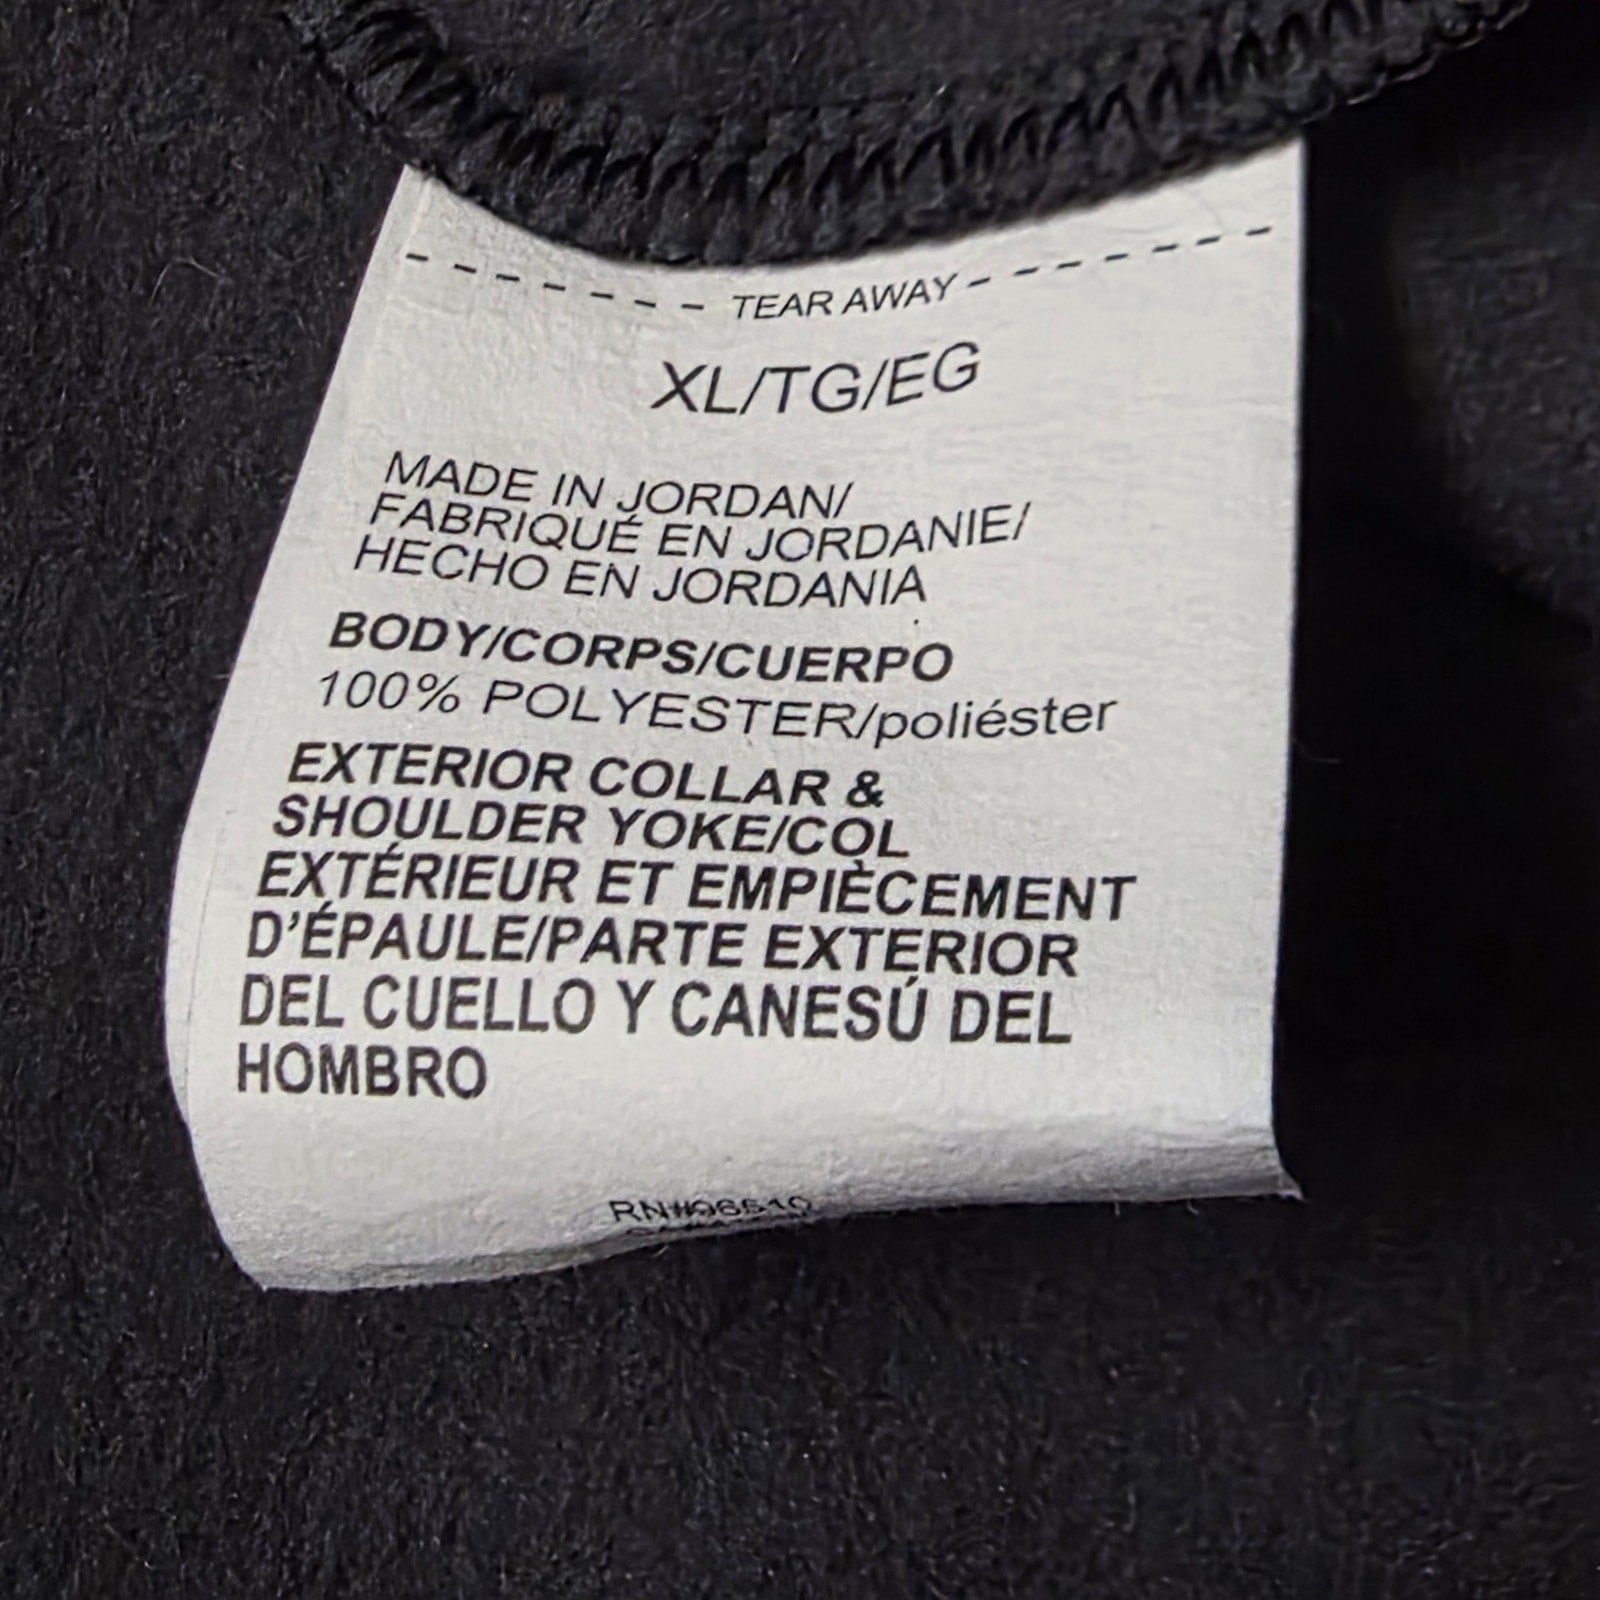 TEAR AWAY
XL/TG/EG
MADE IN JORDAN/
FABRIQUÉ EN JORDANIE/
HECHO EN JORDANIA
BODY/CORPS/CUERPO
100% POLYESTER/poliéster
EXTERIOR COLLAR &
SHOULDER YOKE/COL
EXTÉRIEUR ET EMPIÈCEMENT
D'ÉPAULE/PARTE EXTERIOR
DEL CUELLO Y CANESÚ DEL
HOMBRO